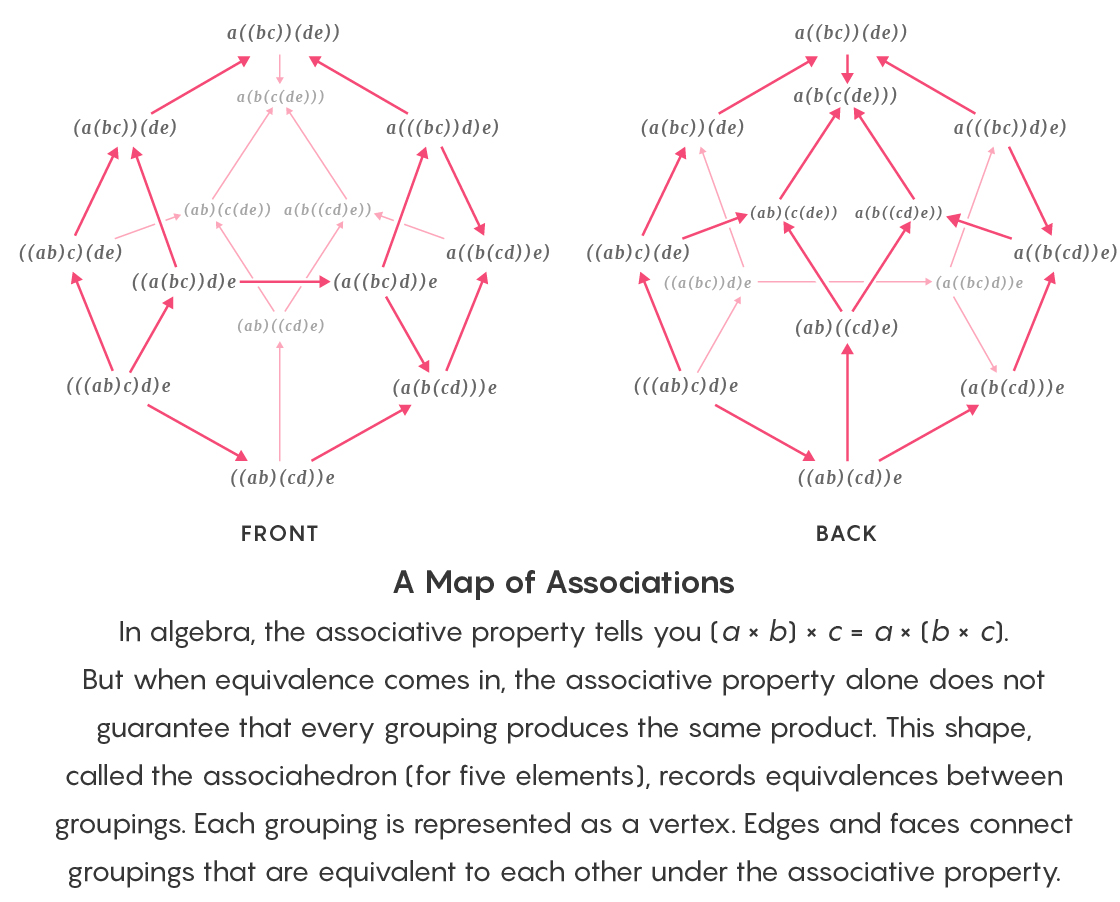 a((bc))(de))
a(b(c(de)))
(a(bc))(de)
a(((bc))d)e)
(ab)(c(de))
a(b((cd)e))
((ab)c)(de)
a((b(cd))e)
((a(bc))d)e
(a((bc)d))e
(ab)((cd)e)
(((ab)c)d)e
(a(b(cd)))e
((ab)(cd))e
FRONT
a((bc))(de))
a(b(c(de)))
(a(bc))(de)
a(((bc))d)e)
(ab)(c(de))
a(b((cd)e))
((ab)c)(de)
a((b(cd))e)
((a(bc))d)e
(a((bc)d))e
(ab)((cd)e)
(((ab)c)d)e
(a(b(cd)))e
((ab)(cd))e
BACK
A Map of Associations
In algebra, the associative property tells you (a × b) × c = a × (b × c).
But when equivalence comes in, the associative property alone does not
guarantee that every grouping produces the same product. This shape,
called the associahedron (for five elements), records equivalences between
groupings. Each grouping is represented as a vertex. Edges and faces connect
groupings that are equivalent to each other under the associative property.